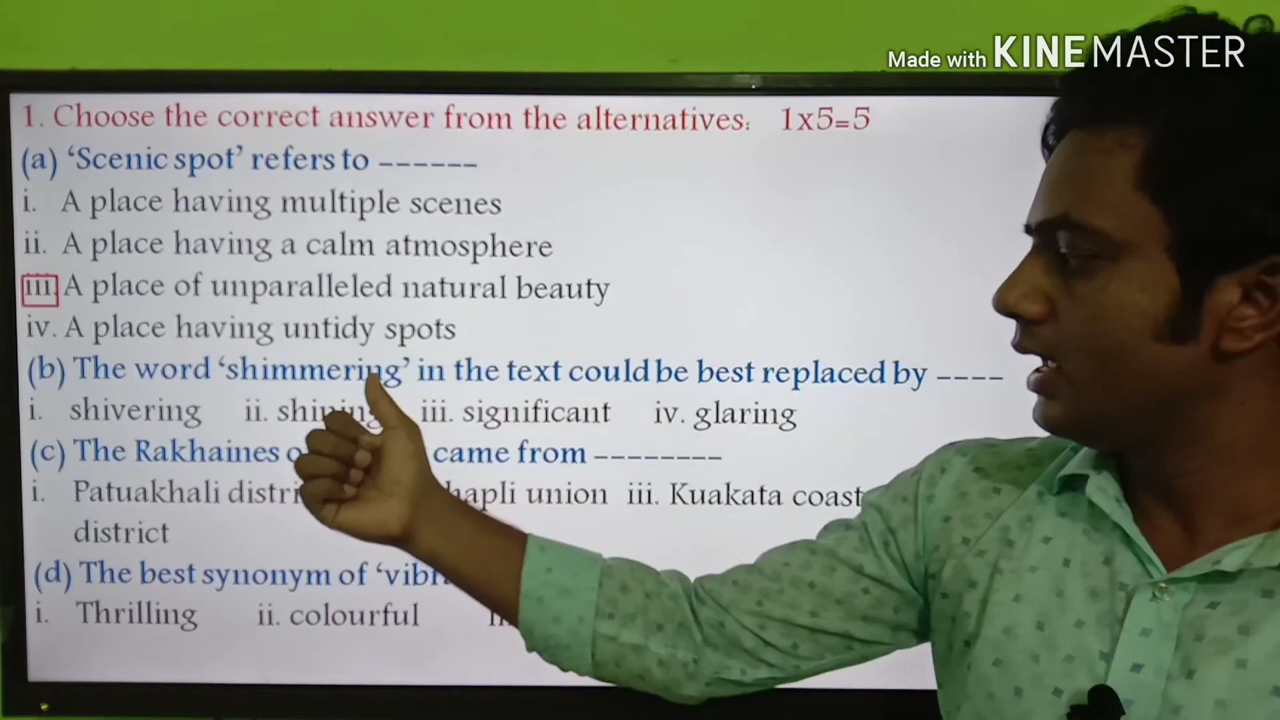 Made with KINEMASTER
1. Choose the correct answer from the alternatives: 1x5=5
(a) ‘Scenic spot’ refers to ------
i. A place having multiple scenes
ii. A place having a calm atmosphere
iii. A place of unparalleled natural beauty
iv. A place having untidy spots
(b) The word ‘shimmering’ in the text could be best replaced by ----
i. shivering ii. shining iii. significant iv. glaring
(c) The Rakhaines came from --------
i. Patuakhali union iii. Kuakata coast
district
(d) The best synonym of
i. Thrilling ii. colourful